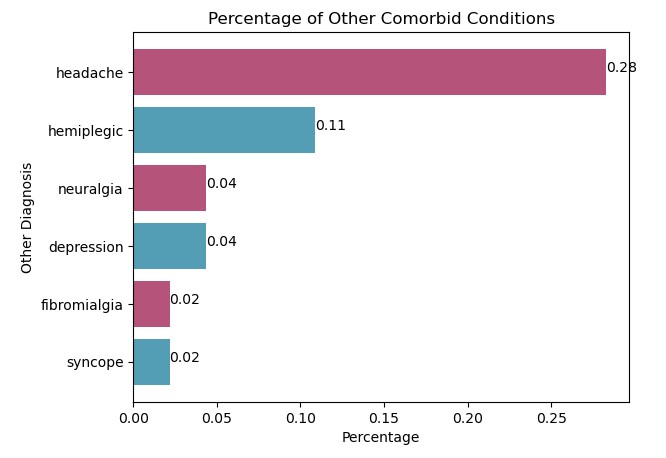 Percentage of Other Comorbid Conditions
Other Diagnosis
headache 0.28
hemiplegic 0.11
neuralgia 0.04
depression 0.04
fibromialgia 0.02
syncope 0.02
0.00 0.05 0.10 0.15 0.20 0.25
Percentage